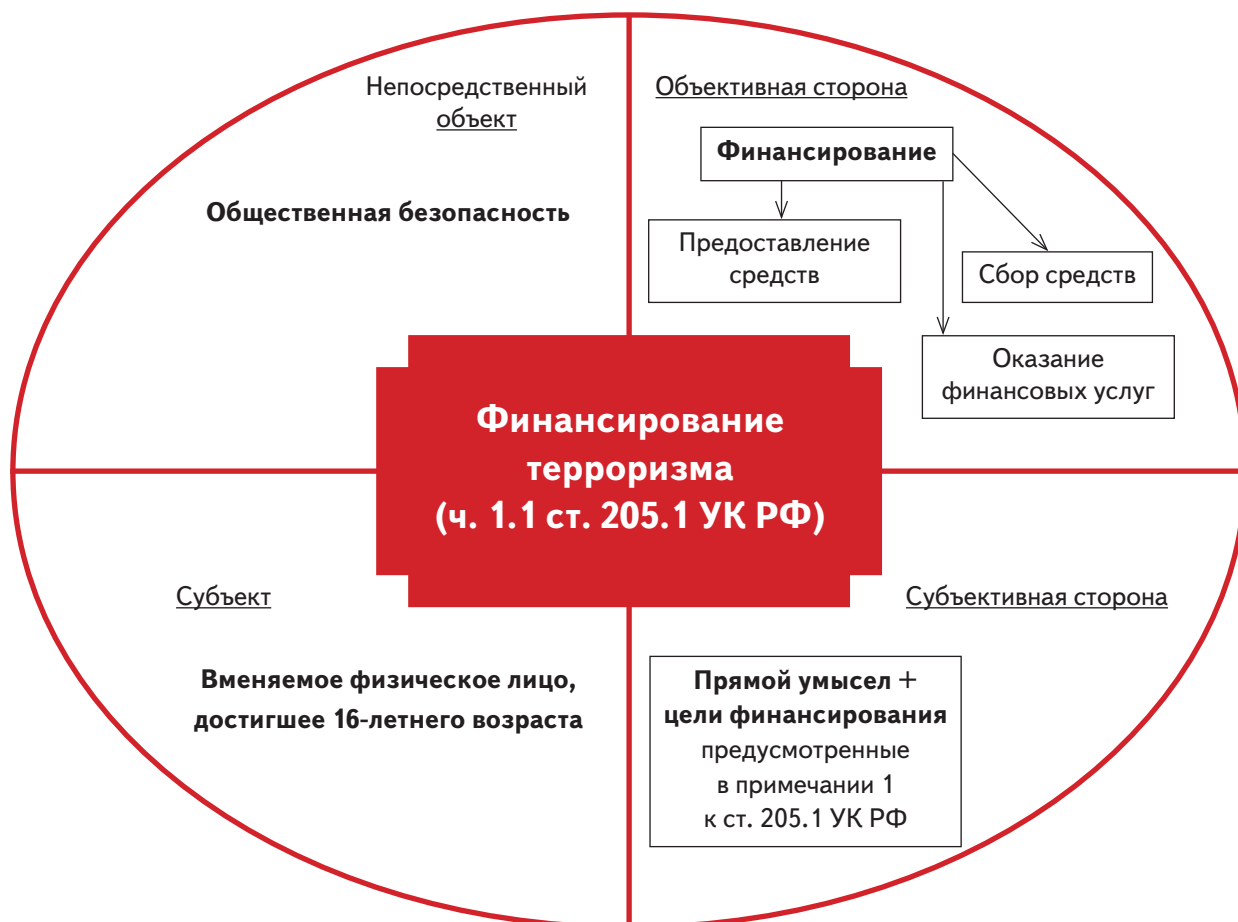 Непосредственный
объект
Общественная безопасность
Объективная сторона
Финансирование
Предоставление
средств
Сбор средств
Оказание
финансовых услуг
Финансирование
терроризма
(ч. 1.1 ст. 205.1 УК РФ)
Субъект
Вменяемое физическое лицо,
достигшее 16-летнего возраста
Субъективная сторона
Прямой умысел +
цели финансирования
предусмотренные
в примечании 1
к ст. 205.1 УК РФ